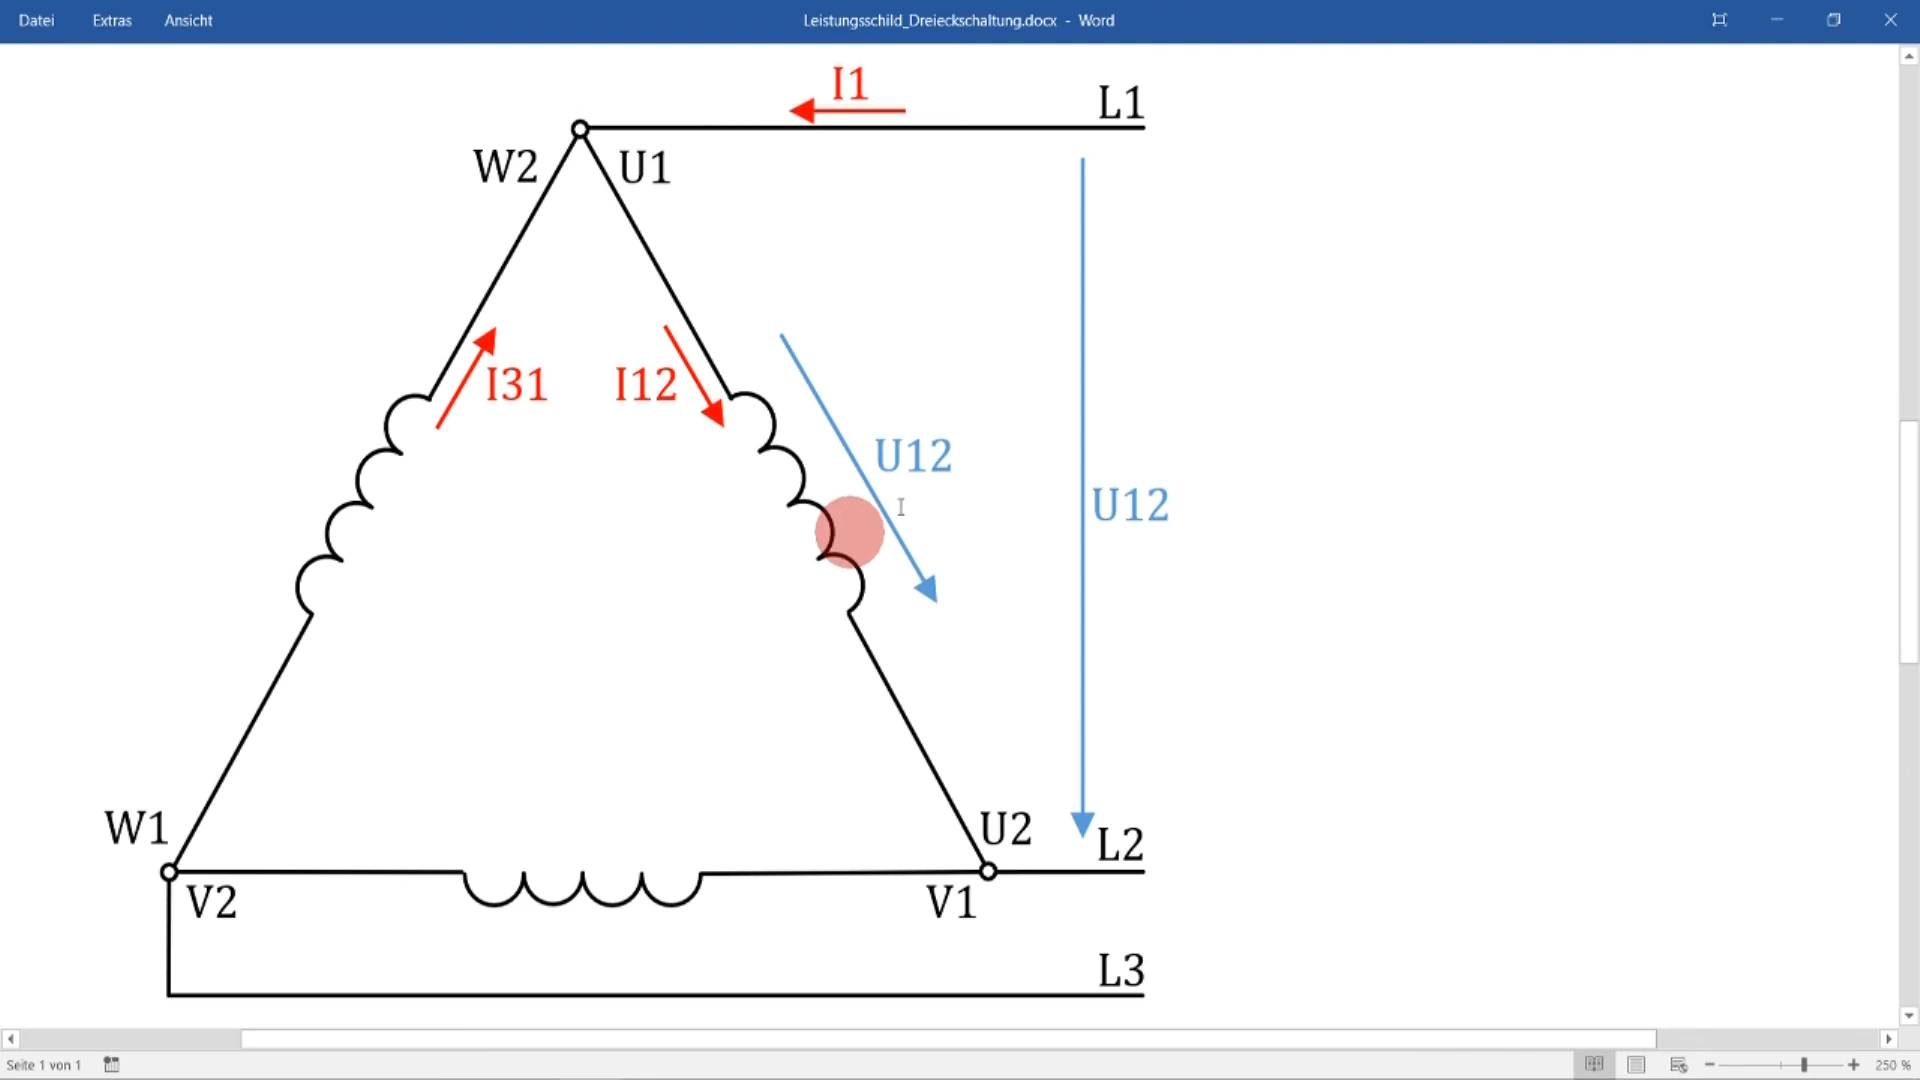 Datei Extras Ansicht Leistungsschild_Dreieckschaltung.docx - Word
I1
L1
W2 U1
I31 I12
U12
U12
W1 U2 L2
V2 V1
L3
Seite 1 von 1 250 %